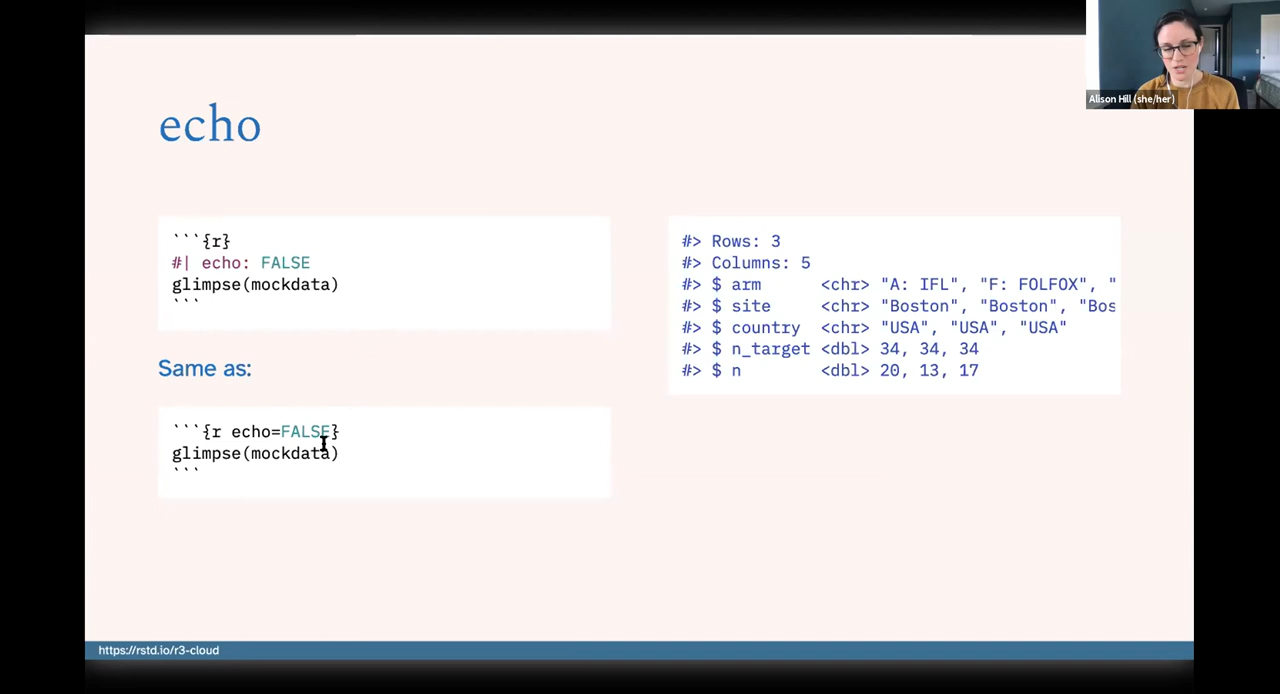 Alison Hill (she/her)
echo
```{r}
#| echo: FALSE
glimpse(mockdata)
```
Same as:
```{r echo=FALSE}
glimpse(mockdata)
```
#> Rows: 3
#> Columns: 5
#> $ arm      <chr> "A: IFL", "F: FOLFOX", "
#> $ site     <chr> "Boston", "Boston", "Bos
#> $ country  <chr> "USA", "USA", "USA"
#> $ n_target <dbl> 34, 34, 34
#> $ n        <dbl> 20, 13, 17
https://rstd.io/r3-cloud